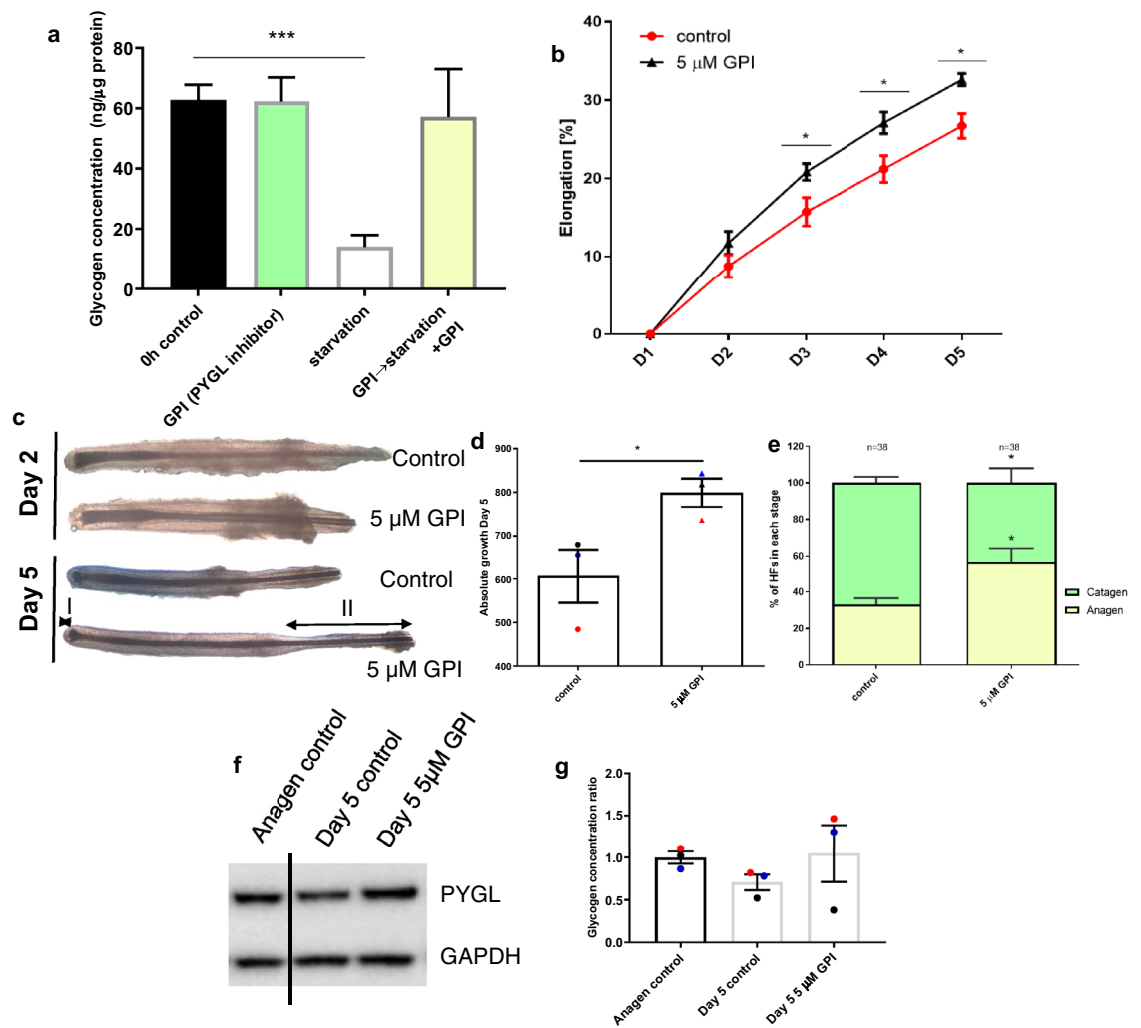 a
***
Glycogen concentration (ng/µg protein)
80
60
40
20
0
0h control
GPI (PYGL inhibitor)
starvation
GPI→starvation
+GPI
b
control
5 µM GPI
Elongation [%]
40
30
20
10
0
*
*
*
D1
D2
D3
D4
D5
c
Day 2
Control
5 µM GPI
Day 5
Control
I
II
5 µM GPI
d
Absolute growth Day 5
900
800
700
600
500
400
*
control
5 µM GPI
e
% of HFs in each stage
120
100
80
60
40
20
0
n=38
n=38
*
*
Catagen
Anagen
control
5 µM GPI
f
Anagen control
Day 5 control
Day 5 5µM GPI
PYGL
GAPDH
g
Glycogen concentration ratio
2.0
1.5
1.0
0.5
0.0
Anagen control
Day 5 control
Day 5 5 µM GPI